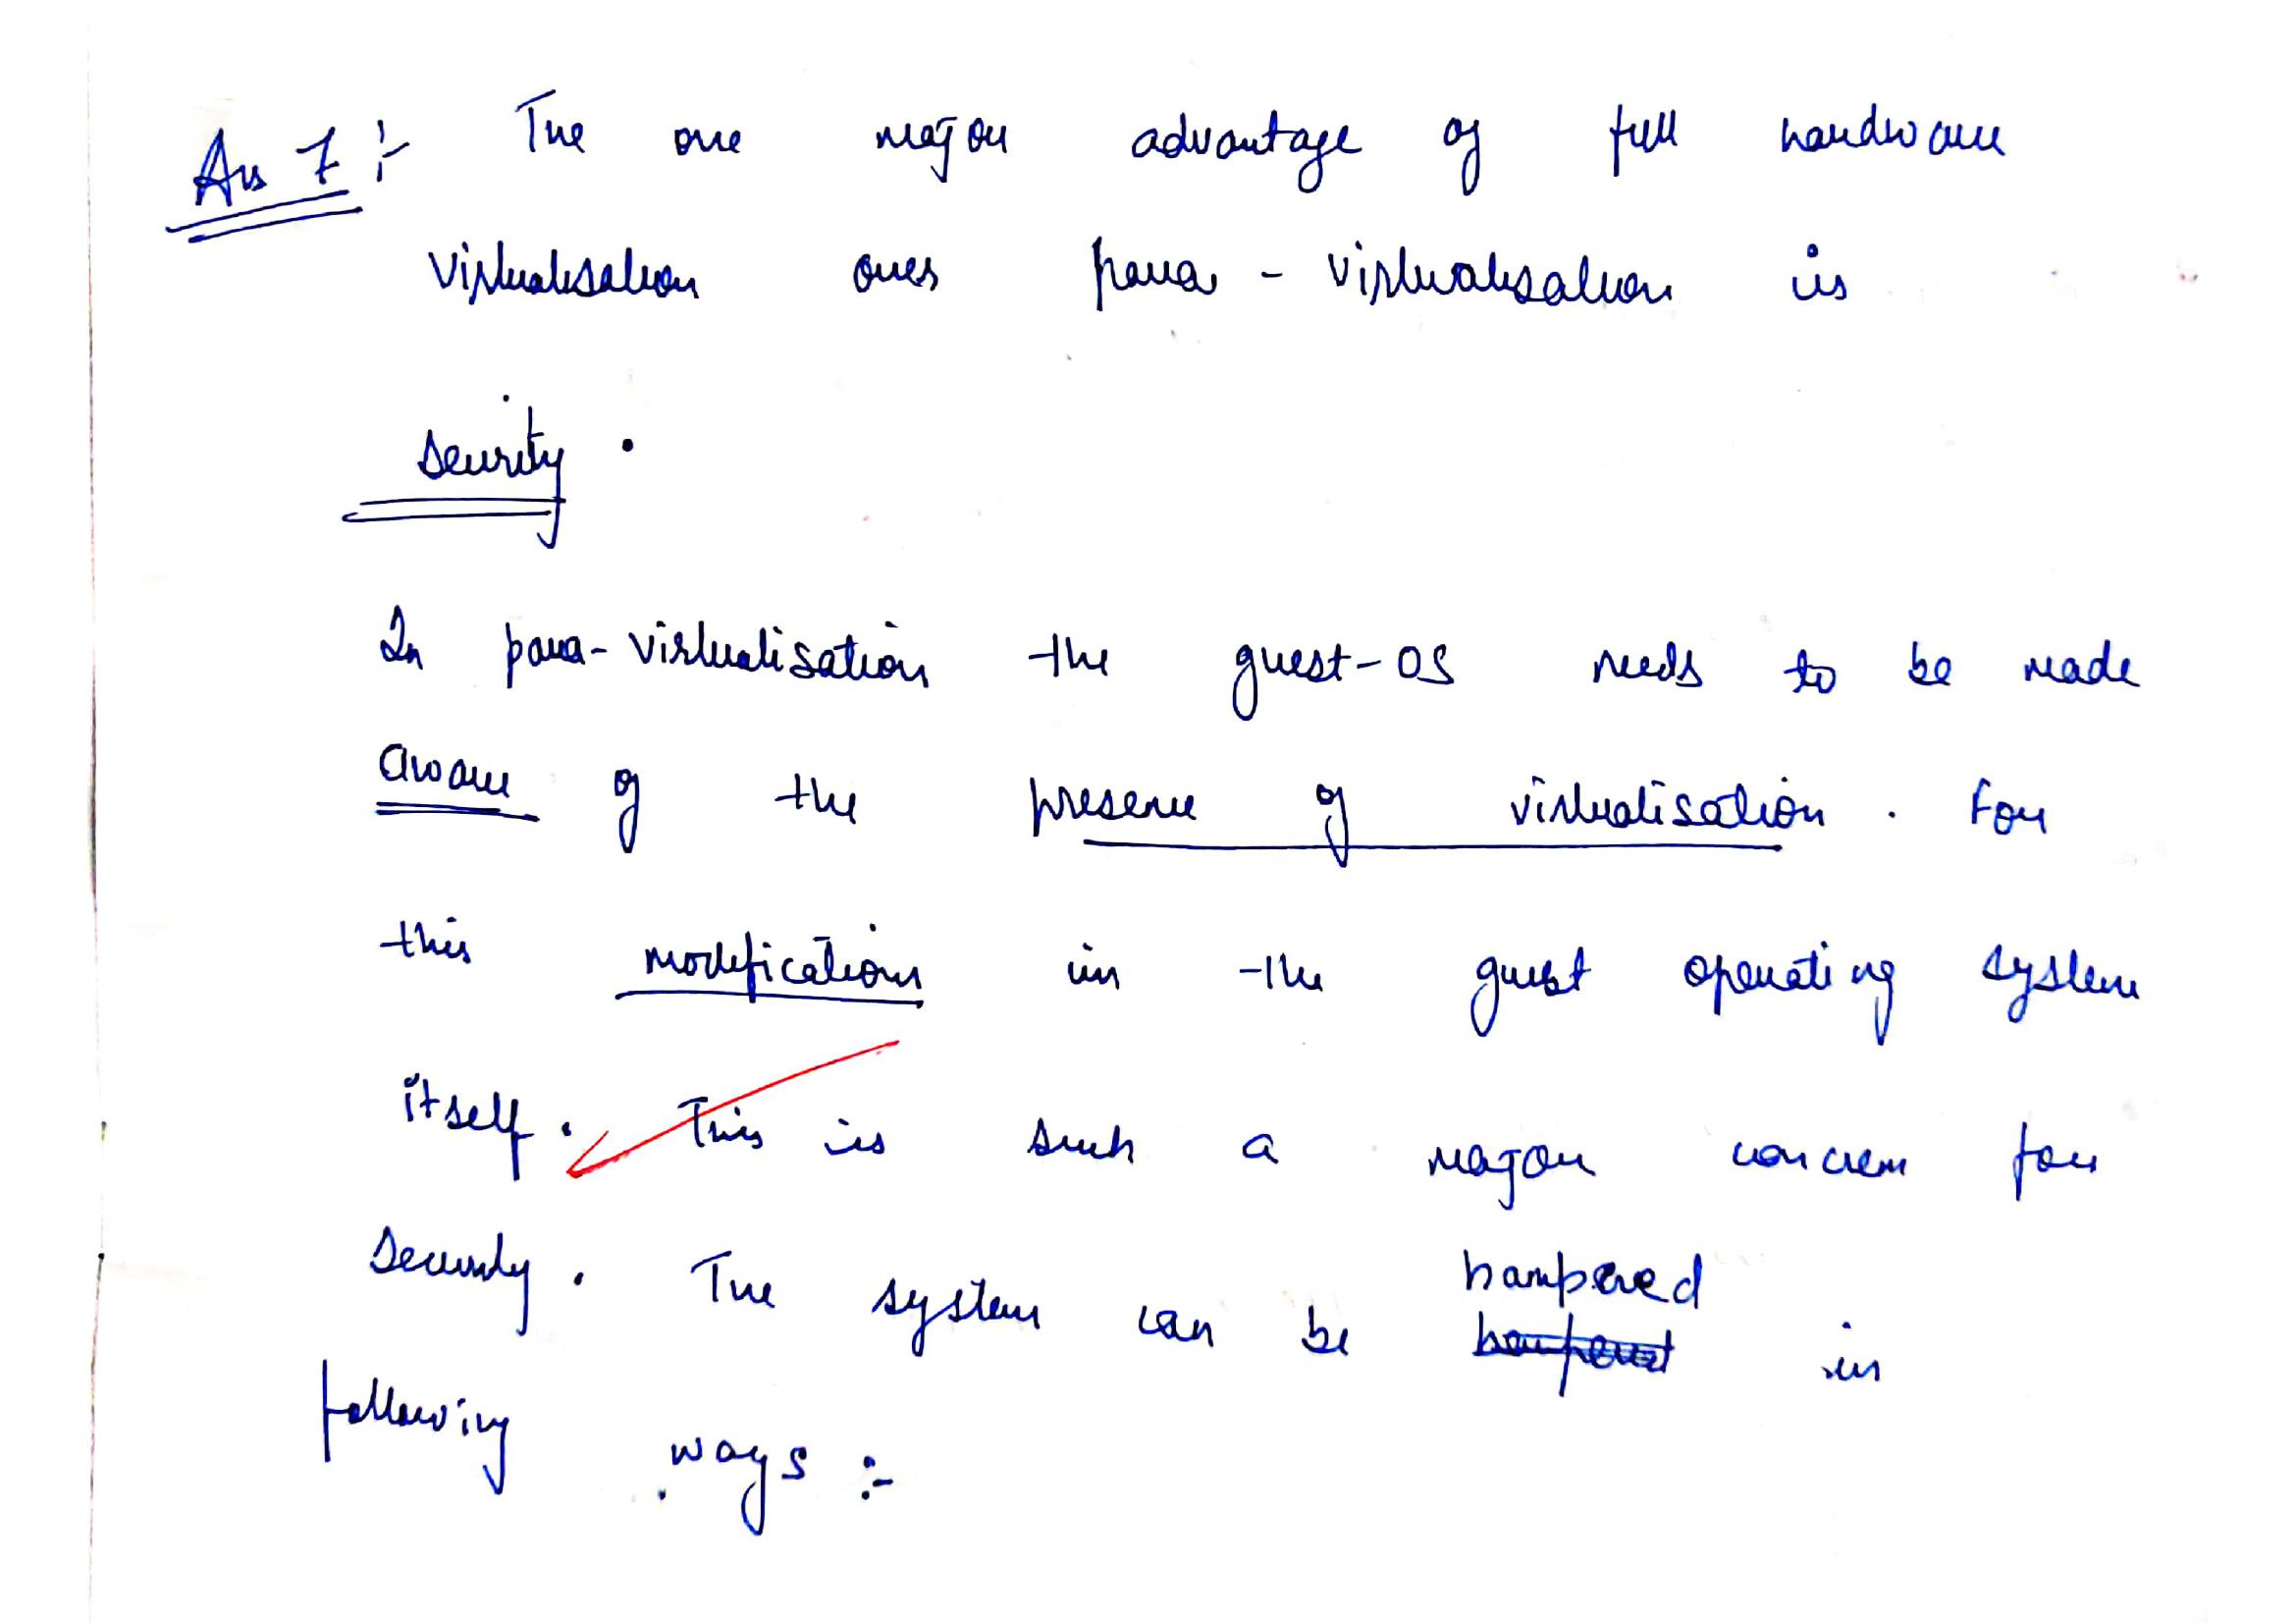 Ans 7 :-  The one major advantage of full hardware
virtualisation over para - virtualisation is
security .
In para-virtualisation the guest-OS needs to be made
aware of the presence of virtualisation . For
this modification in the guest operating system
itself . This is such a major concern for
security . The system can be hampered in
following ways :-